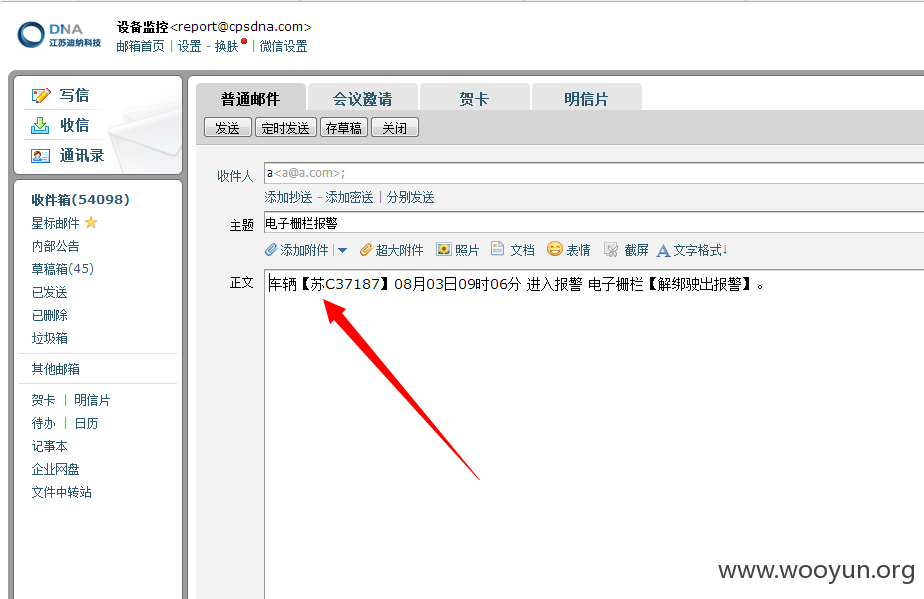 DNA
江苏迪纳科技
设备监控<report@cpsdna.com>
邮箱首页 | 设置 - 换肤 | 微信设置
写信
收信
通讯录
收件箱(54098)
星标邮件
内部公告
草稿箱(45)
已发送
已删除
垃圾箱
其他邮箱
贺卡 | 明信片
待办 | 日历
记事本
企业网盘
文件中转站
普通邮件 会议邀请 贺卡 明信片
发送 定时发送 存草稿 关闭
收件人 a<a@a.com>;
添加抄送 - 添加密送 | 分别发送
主题 电子栅栏报警
添加附件 | 超大附件 照片 文档 表情 截屏 A 文字格式↓
正文 车辆【苏C37187】08月03日09时06分 进入报警 电子栅栏【解绑驶出报警】。
www.wooyun.org